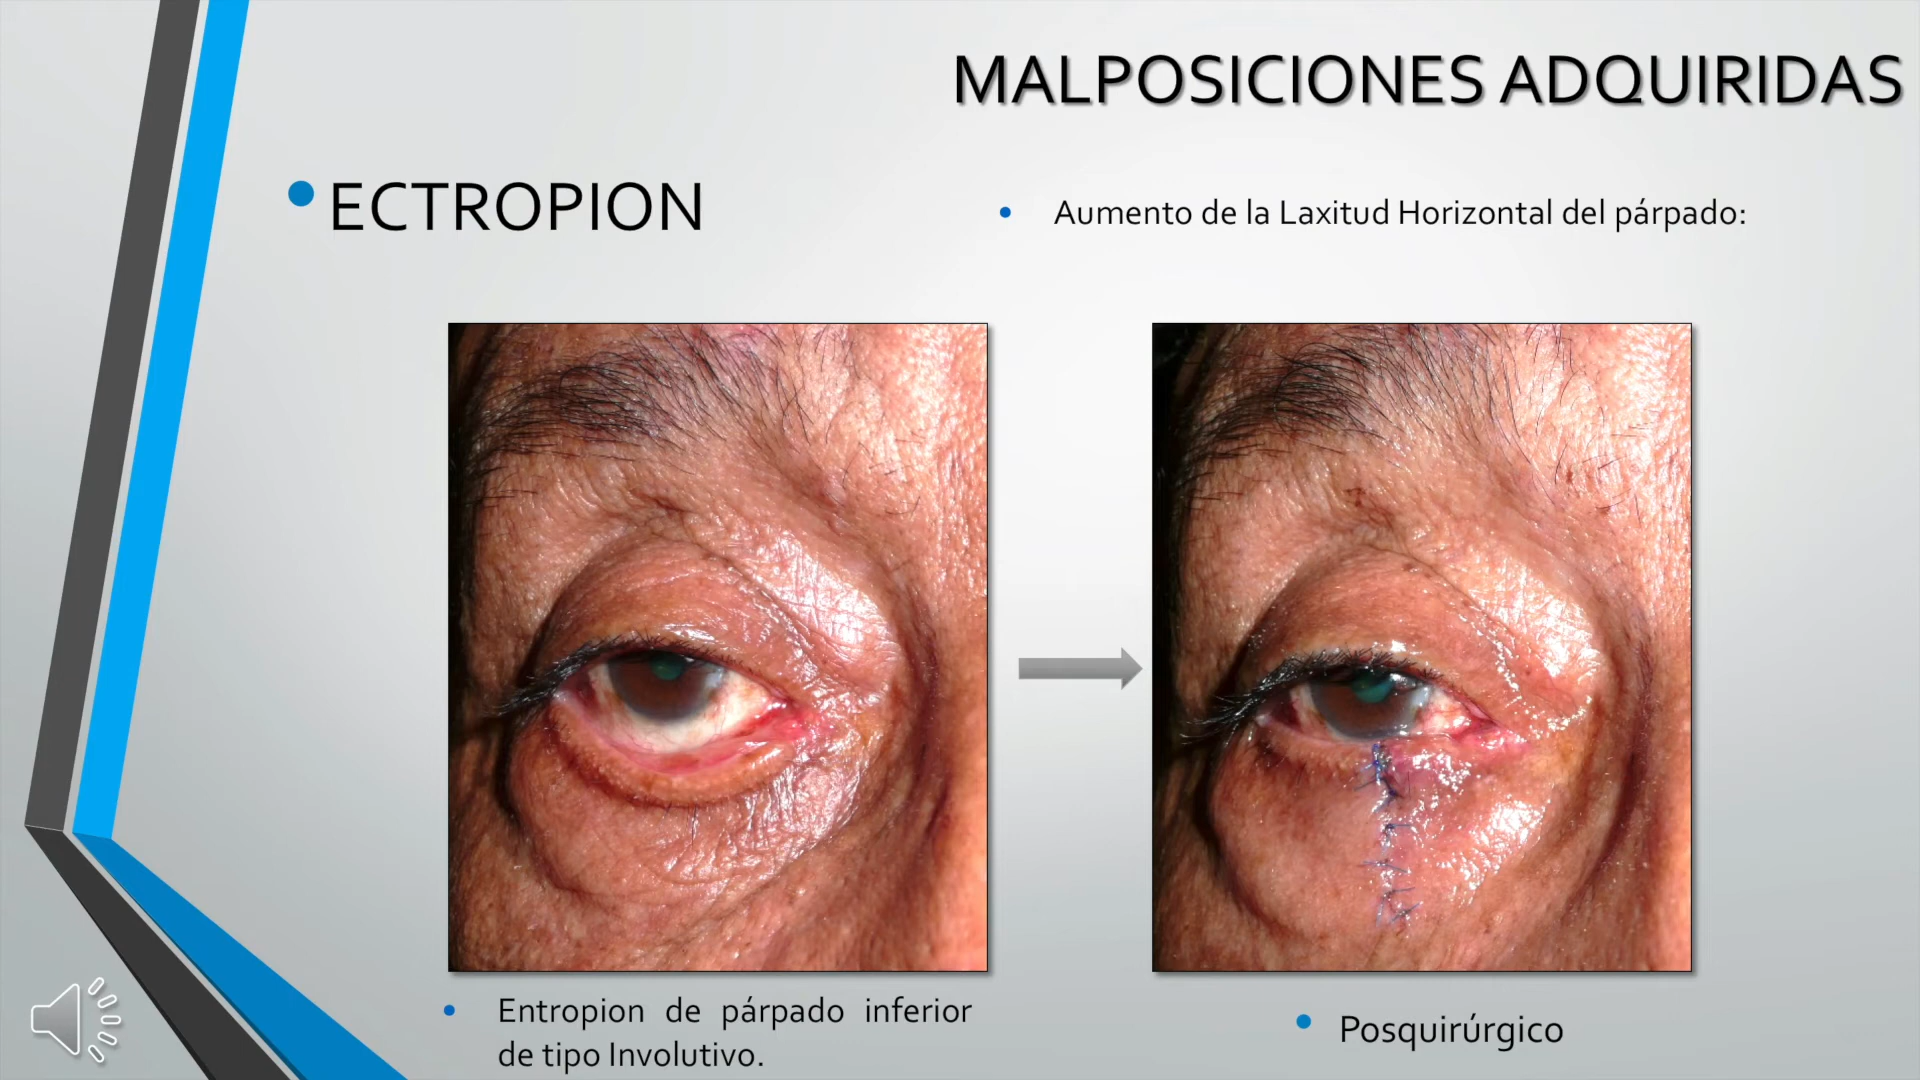 MALPOSICIONES ADQUIRIDAS
• ECTROPION
• Aumento de la Laxitud Horizontal del párpado:
• Entropion de párpado inferior
de tipo Involutivo.
• Posquirúrgico